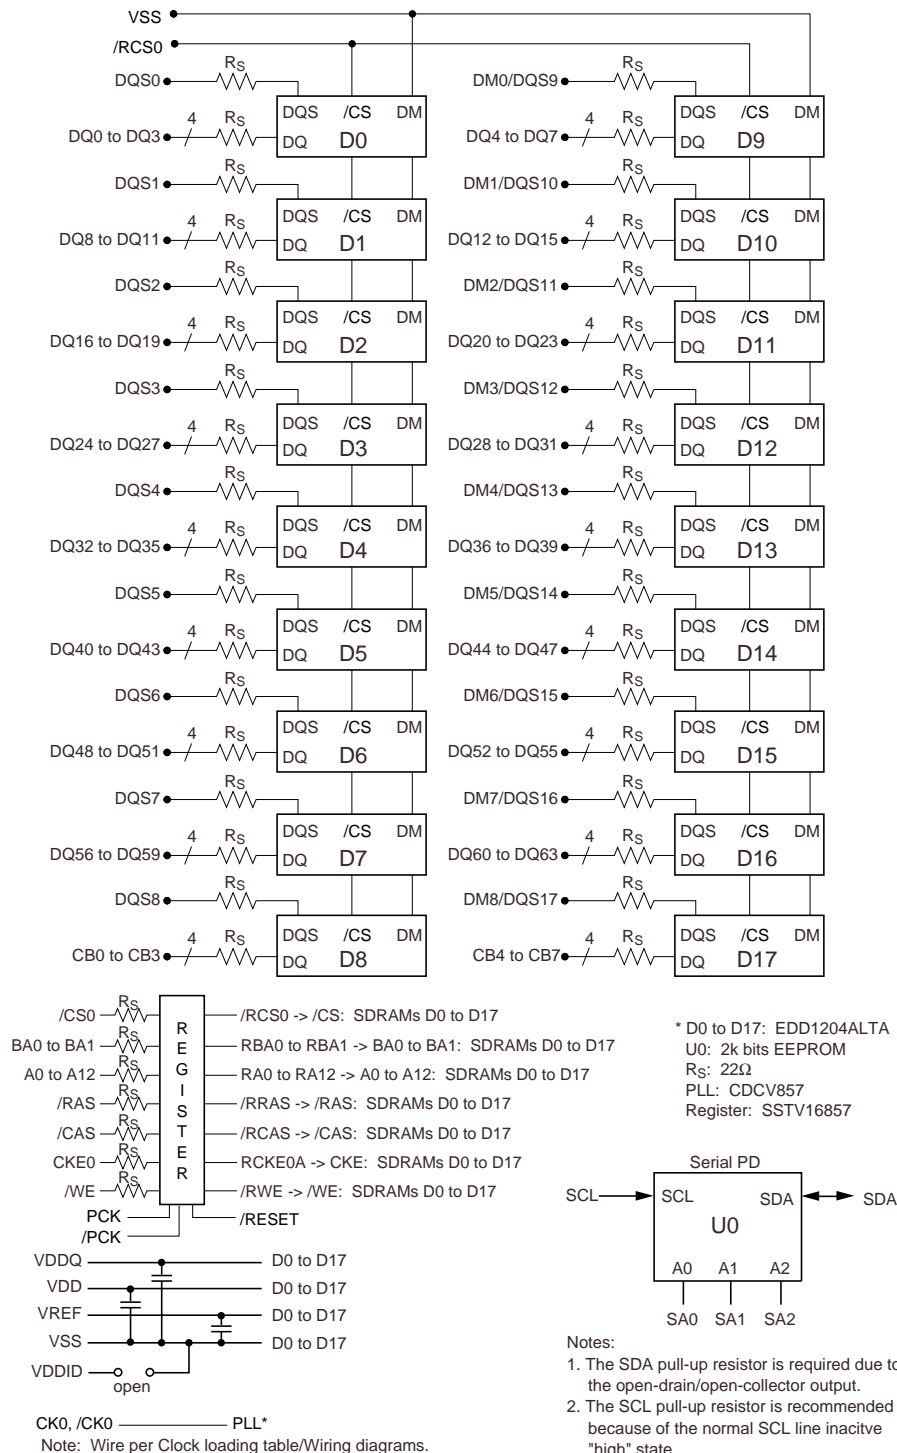 VSS
/RCS0
DQS0 RS DM0/DQS9 RS
DQS /CS DM DQS /CS DM
DQ0 to DQ3 4 RS DQ D0 DQ4 to DQ7 4 RS DQ D9
DQS1 RS DM1/DQS10 RS
DQS /CS DM DQS /CS DM
DQ8 to DQ11 4 RS DQ D1 DQ12 to DQ15 4 RS DQ D10
DQS2 RS DM2/DQS11 RS
DQS /CS DM DQS /CS DM
DQ16 to DQ19 4 RS DQ D2 DQ20 to DQ23 4 RS DQ D11
DQS3 RS DM3/DQS12 RS
DQS /CS DM DQS /CS DM
DQ24 to DQ27 4 RS DQ D3 DQ28 to DQ31 4 RS DQ D12
DQS4 RS DM4/DQS13 RS
DQS /CS DM DQS /CS DM
DQ32 to DQ35 4 RS DQ D4 DQ36 to DQ39 4 RS DQ D13
DQS5 RS DM5/DQS14 RS
DQS /CS DM DQS /CS DM
DQ40 to DQ43 4 RS DQ D5 DQ44 to DQ47 4 RS DQ D14
DQS6 RS DM6/DQS15 RS
DQS /CS DM DQS /CS DM
DQ48 to DQ51 4 RS DQ D6 DQ52 to DQ55 4 RS DQ D15
DQS7 RS DM7/DQS16 RS
DQS /CS DM DQS /CS DM
DQ56 to DQ59 4 RS DQ D7 DQ60 to DQ63 4 RS DQ D16
DQS8 RS DM8/DQS17 RS
DQS /CS DM DQS /CS DM
CB0 to CB3 4 RS DQ D8 CB4 to CB7 4 RS DQ D17
/CS0 RS /RCS0 -> /CS: SDRAMs D0 to D17
BA0 to BA1 RS RBA0 to RBA1 -> BA0 to BA1: SDRAMs D0 to D17
A0 to A12 RS RA0 to RA12 -> A0 to A12: SDRAMs D0 to D17
/RAS RS /RRAS -> /RAS: SDRAMs D0 to D17
/CAS RS /RCAS -> /CAS: SDRAMs D0 to D17
CKE0 RS RCKE0A -> CKE: SDRAMs D0 to D17
/WE RS /RWE -> /WE: SDRAMs D0 to D17
REGISTER
PCK /RESET
/PCK
* D0 to D17: EDD1204ALTA
U0: 2k bits EEPROM
RS: 22Ω
PLL: CDCV857
Register: SSTV16857
Serial PD
SCL SCL SDA SDA
U0
A0 A1 A2
SA0 SA1 SA2
VDDQ D0 to D17
VDD D0 to D17
VREF D0 to D17
VSS D0 to D17
VDDID open
Notes:
1. The SDA pull-up resistor is required due to
the open-drain/open-collector output.
2. The SCL pull-up resistor is recommended
because of the normal SCL line inacitve
"high" state.
CK0, /CK0 PLL*
Note: Wire per Clock loading table/Wiring diagrams.